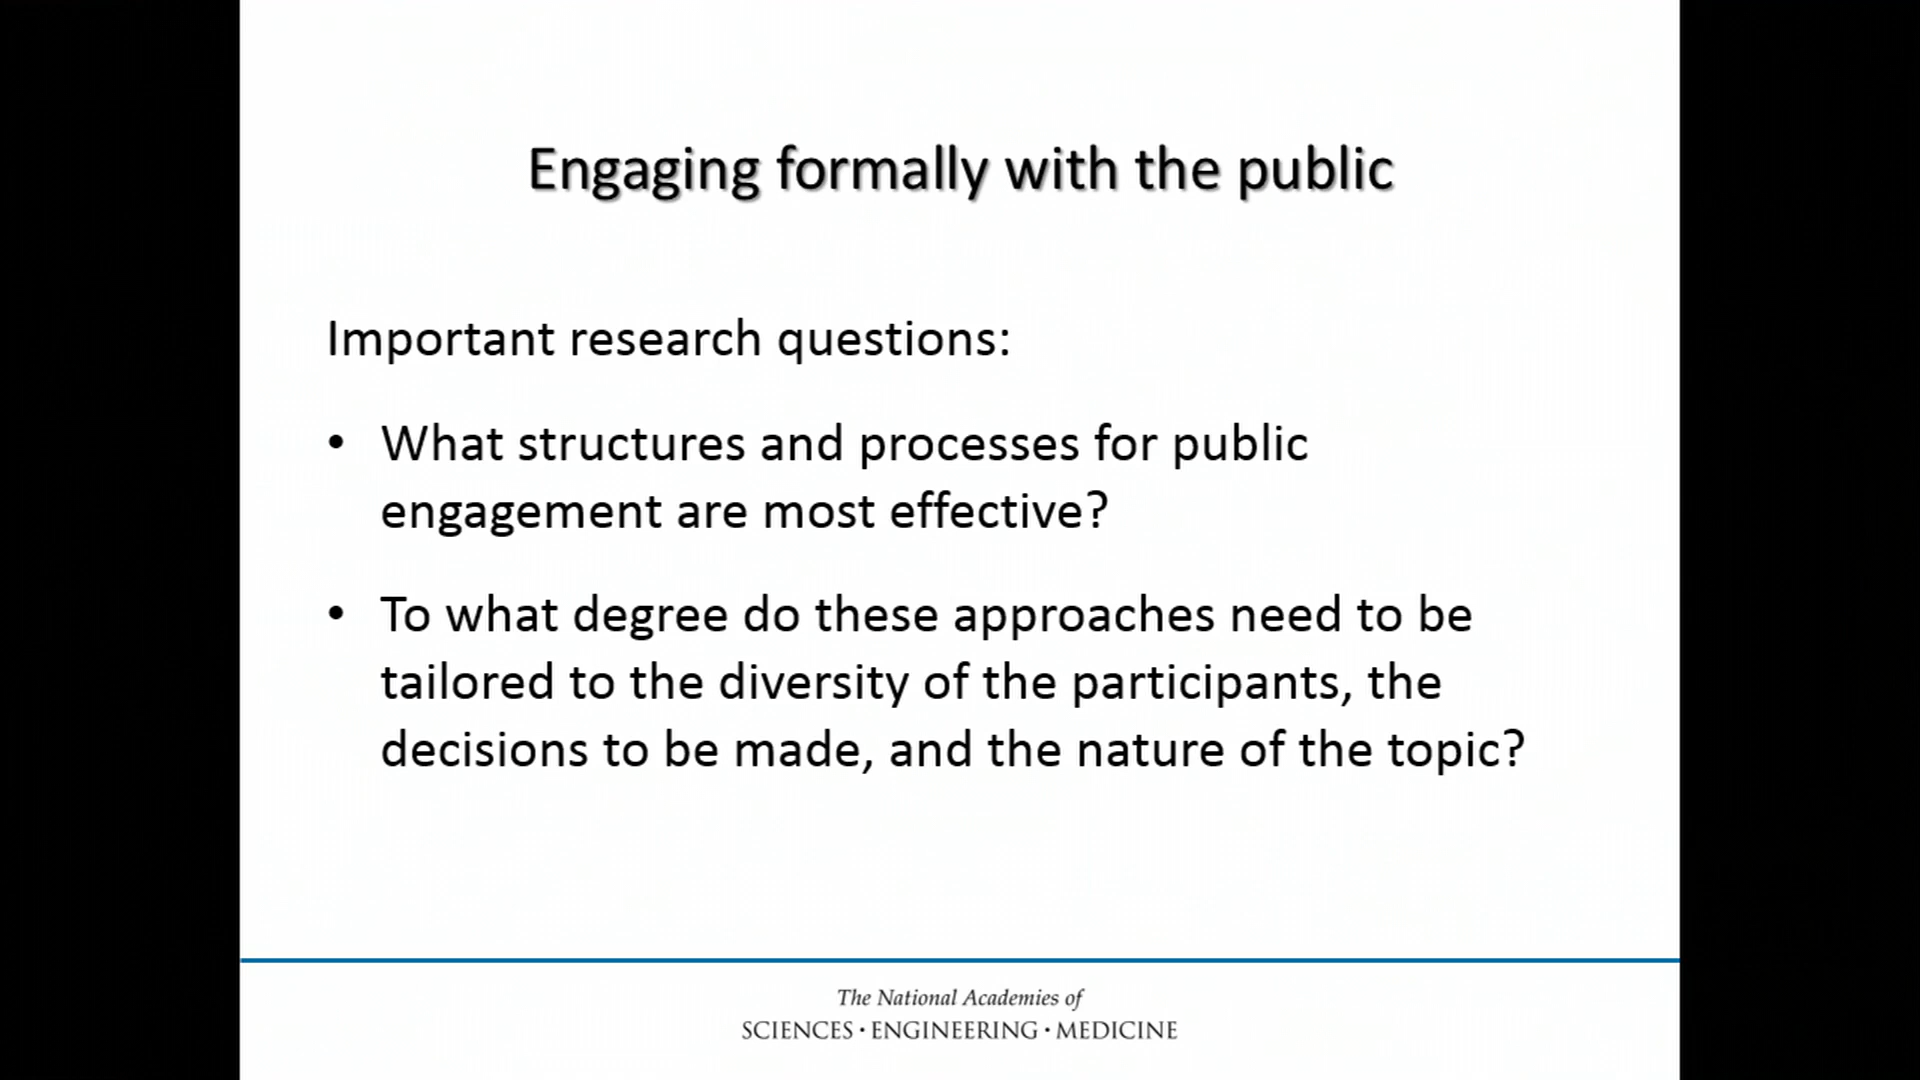 Engaging formally with the public
Important research questions:
• What structures and processes for public
engagement are most effective?
• To what degree do these approaches need to be
tailored to the diversity of the participants, the
decisions to be made, and the nature of the topic?
The National Academies of
SCIENCES · ENGINEERING · MEDICINE